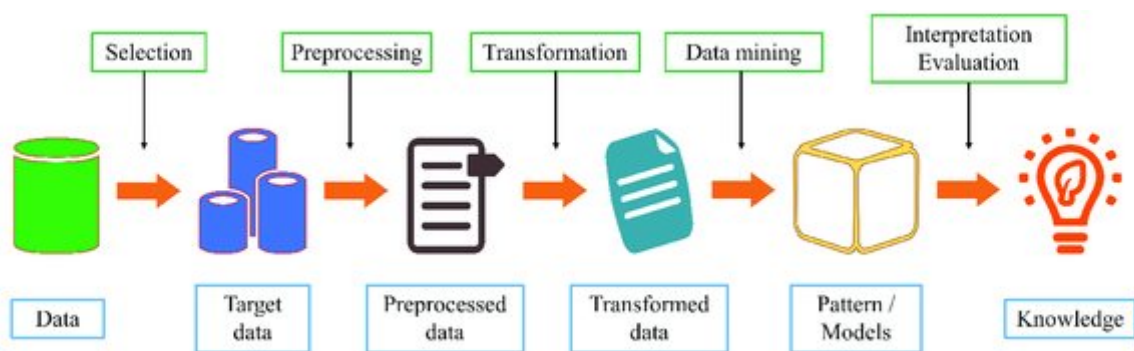 Selection
Preprocessing
Transformation
Data mining
Interpretation
Evaluation
Data
Target
data
Preprocessed
data
Transformed
data
Pattern /
Models
Knowledge